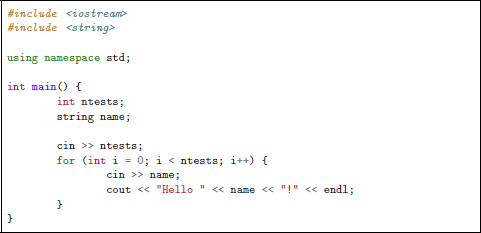 #include <iostream>
#include <string>

using namespace std;

int main() {
        int ntests;
        string name;

        cin >> ntests;
        for (int i = 0; i < ntests; i++) {
                cin >> name;
                cout << "Hello " << name << "!" << endl;
        }
}